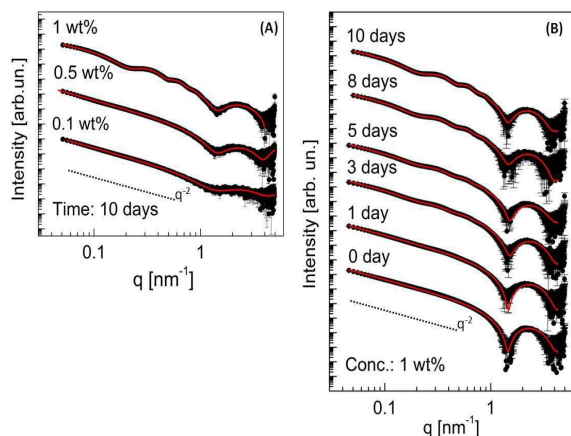 (A)
1 wt%
0.5 wt%
0.1 wt%
q-2
Time: 10 days
Intensity [arb.un.]
0.1
1
q [nm-1]
(B)
10 days
8 days
5 days
3 days
1 day
0 day
q-2
Conc.: 1 wt%
Intensity [arb. un.]
0.1
1
q [nm-1]